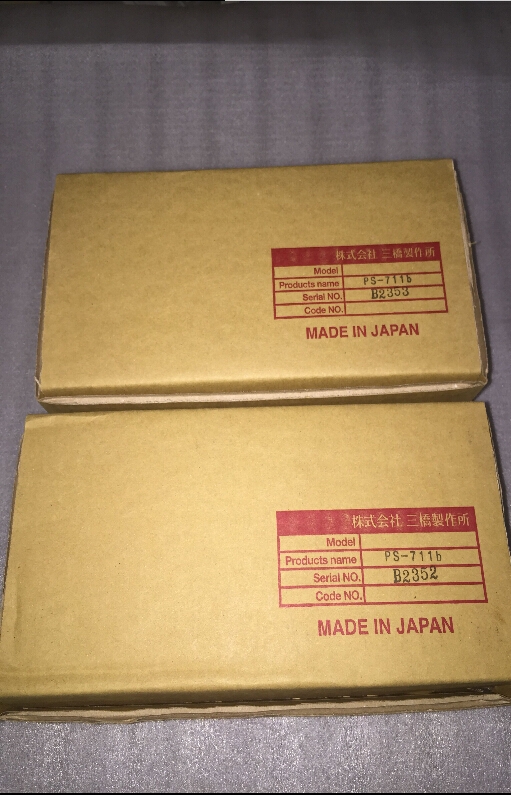 株式会社 三橋製作所
Model
Products name PS-711b
Serial NO. B2353
Code NO.
MADE IN JAPAN
株式会社 三橋製作所
Model
Products name PS-711b
Serial NO. B2352
Code NO.
MADE IN JAPAN